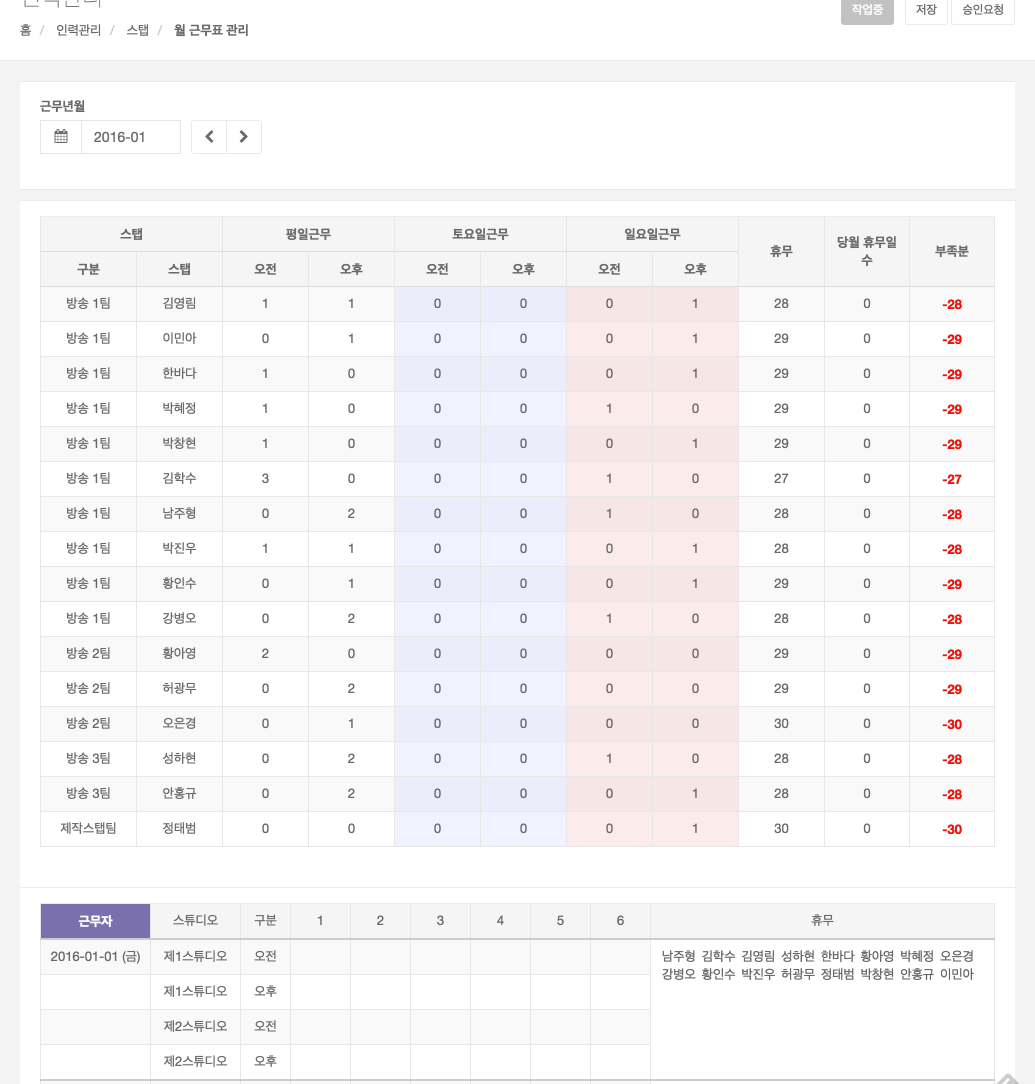 작업중 저장 승인요청
홈 / 인력관리 / 스탭 / 월 근무표 관리
근무년월
2016-01
스탭 평일근무 토요일근무 일요일근무 휴무 당월 휴무일수 부족분
구분 스탭 오전 오후 오전 오후 오전 오후
방송 1팀 김영림 1 1 0 0 0 1 28 0 -28
방송 1팀 이민아 0 1 0 0 0 1 29 0 -29
방송 1팀 한바다 1 0 0 0 0 1 29 0 -29
방송 1팀 박혜정 1 0 0 0 1 0 29 0 -29
방송 1팀 박창현 1 0 0 0 0 1 29 0 -29
방송 1팀 김학수 3 0 0 0 1 0 27 0 -27
방송 1팀 남주형 0 2 0 0 1 0 28 0 -28
방송 1팀 박진우 1 1 0 0 0 1 28 0 -28
방송 1팀 황인수 0 1 0 0 0 1 29 0 -29
방송 1팀 강병오 0 2 0 0 1 0 28 0 -28
방송 2팀 황아영 2 0 0 0 0 0 29 0 -29
방송 2팀 허광무 0 2 0 0 0 0 29 0 -29
방송 2팀 오은경 0 1 0 0 0 0 30 0 -30
방송 3팀 성하현 0 2 0 0 1 0 28 0 -28
방송 3팀 안홍규 0 2 0 0 0 1 28 0 -28
제작스탭팀 정태범 0 0 0 0 0 1 30 0 -30
근무자 스튜디오 구분 1 2 3 4 5 6 휴무
2016-01-01 (금) 제1스튜디오 오전 남주형 김학수 김영림 성하현 한바다 황아영 박혜정 오은경
강병오 황인수 박진우 허광무 정태범 박창현 안홍규 이민아
제1스튜디오 오후
제2스튜디오 오전
제2스튜디오 오후